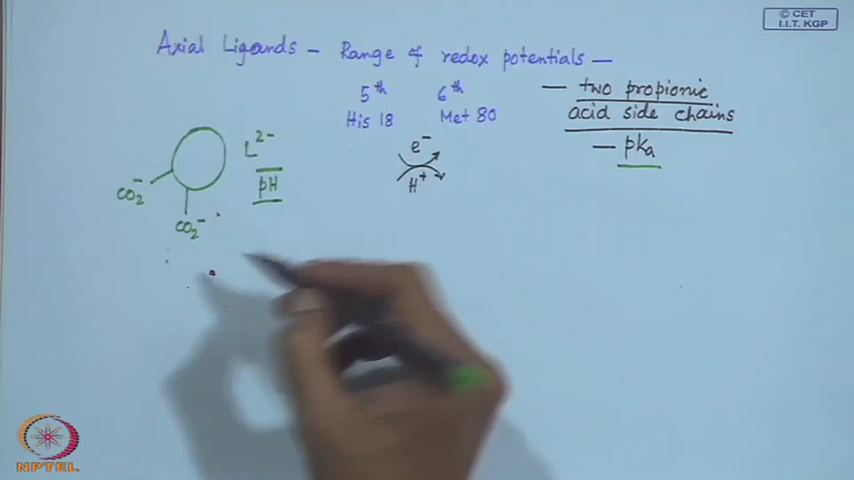 © CET
I.I.T. KGP
Axial Ligands – Range of redox potentials —
5th 6th
His 18 Met 80
— two propionic
acid side chains
— pKa
L2-
pH
e-
H+
CO2-
CO2-
NPTEL